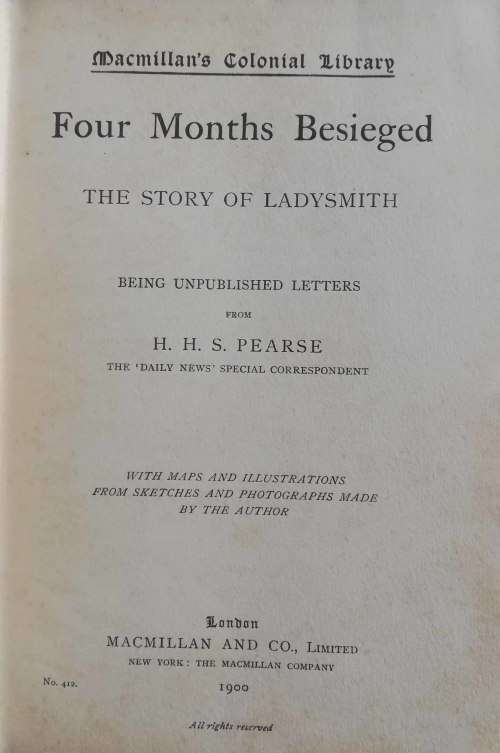 Macmillan's Colonial Library
Four Months Besieged
THE STORY OF LADYSMITH
BEING UNPUBLISHED LETTERS
FROM
H. H. S. PEARSE
THE 'DAILY NEWS' SPECIAL CORRESPONDENT
WITH MAPS AND ILLUSTRATIONS
FROM SKETCHES AND PHOTOGRAPHS MADE
BY THE AUTHOR
London
MACMILLAN AND CO., LIMITED
NEW YORK: THE MACMILLAN COMPANY
No. 412.
1900
All rights reserved